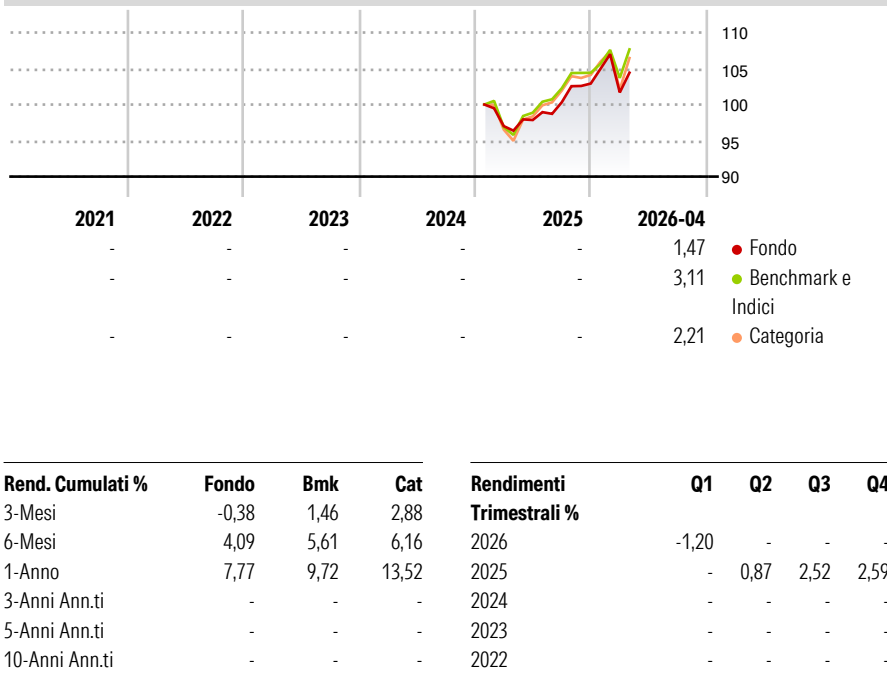 110
105
100
95
90
2021 2022 2023 2024 2025 2026-04
- - - - - 1,47 Fondo
- - - - - 3,11 Benchmark e
Indici
- - - - - 2,21 Categoria
Rend. Cumulati % Fondo Bmk Cat
3-Mesi -0,38 1,46 2,88
6-Mesi 4,09 5,61 6,16
1-Anno 7,77 9,72 13,52
3-Anni Ann.ti - - -
5-Anni Ann.ti - - -
10-Anni Ann.ti - - -
Rendimenti Q1 Q2 Q3 Q4
Trimestrali %
2026 -1,20 - - -
2025 - 0,87 2,52 2,59
2024 - - - -
2023 - - - -
2022 - - - -